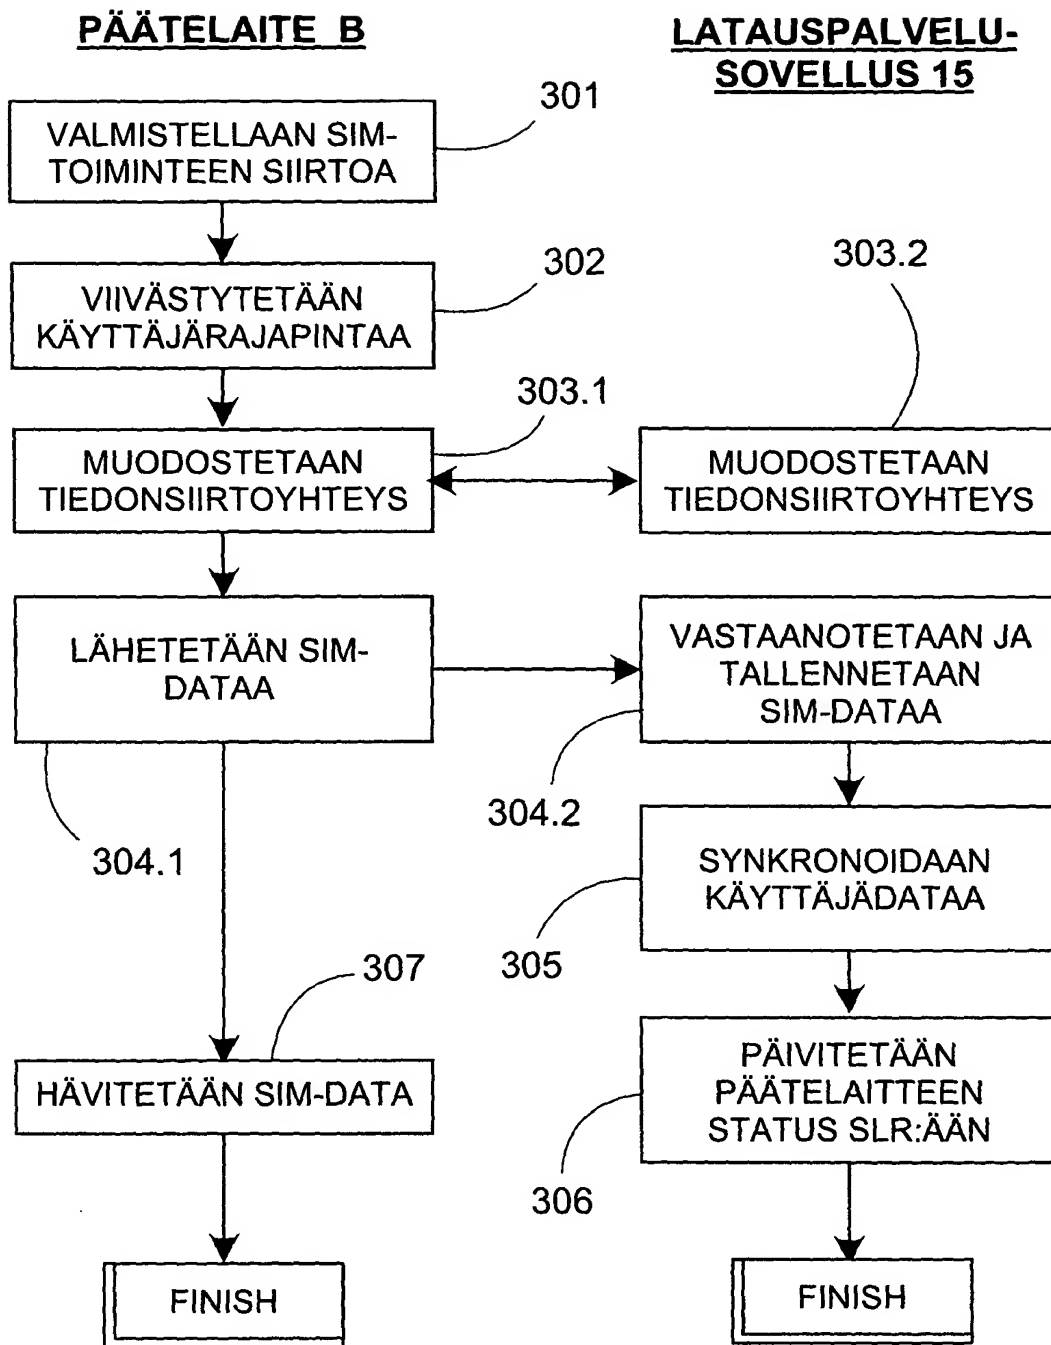 PÄÄTELAITE B
LATAUSPALVELU-
SOVELLUS 15
301
VALMISTELLAAN SIM-
TOIMINTEEN SIIRTOA
302
303.2
VIIVÄSTYTETÄÄN
KÄYTTÄJÄRAJAPINTAA
303.1
MUODOSTETAAN
TIEDONSIIRTOYHTEYS
MUODOSTETAAN
TIEDONSIIRTOYHTEYS
LÄHETETÄÄN SIM-
DATAA
VASTAANOTETAAN JA
TALLENNETAAN
SIM-DATAA
304.1
304.2
SYNKRONOIDAAN
KÄYTTÄJÄDATAA
305
307
HÄVITETÄÄN SIM-DATA
PÄIVITETÄÄN
PÄÄTELAITTEEN
STATUS SLR:ÄÄN
306
FINISH
FINISH